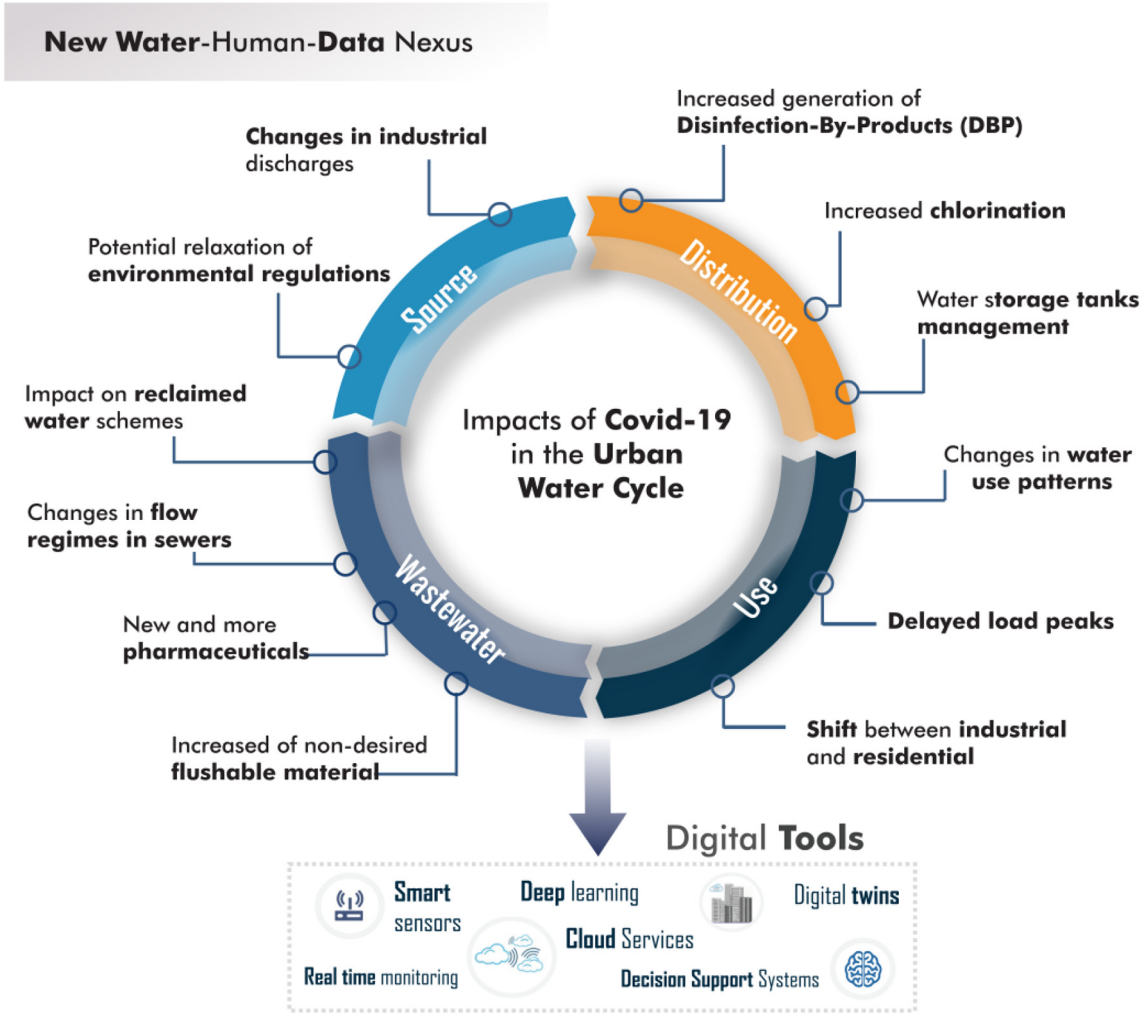 New Water-Human-Data Nexus
Increased generation of
Disinfection-By-Products (DBP)
Changes in industrial
discharges
Increased chlorination
Potential relaxation of
environmental regulations
Source
Distribution
Water storage tanks
management
Impact on reclaimed
water schemes
Impacts of Covid-19
in the Urban
Water Cycle
Changes in water
use patterns
Changes in flow
regimes in sewers
Wastewater
Use
New and more
pharmaceuticals
Delayed load peaks
Increased of non-desired
flushable material
Shift between industrial
and residential
Digital Tools
Smart
sensors
Deep learning
Digital twins
Cloud Services
Real time monitoring
Decision Support Systems